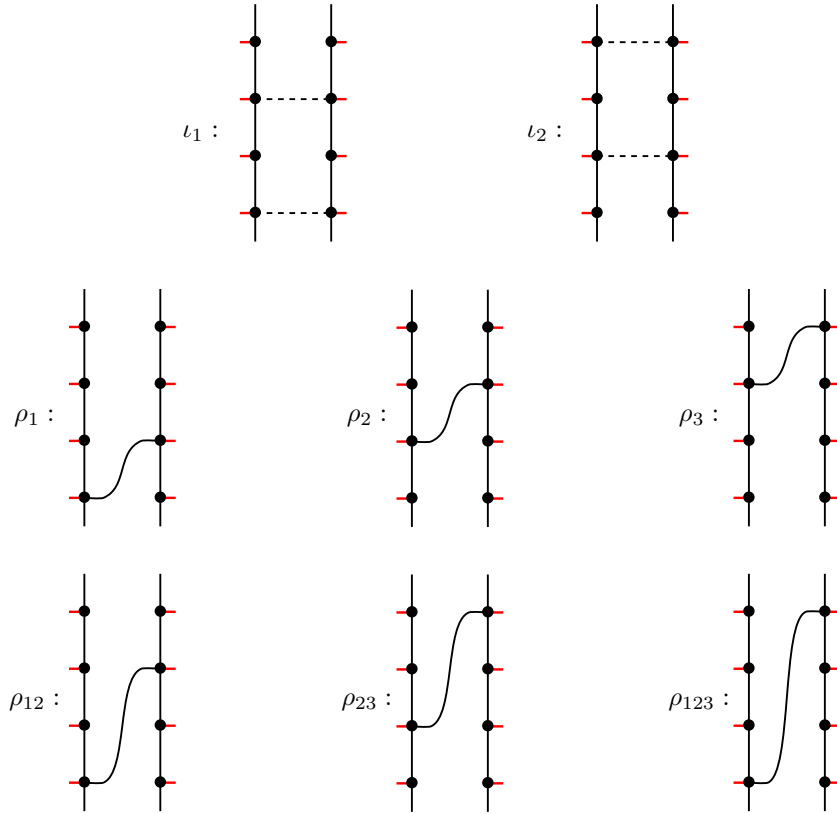 ι₁ :
ι₂ :
ρ₁ :
ρ₂ :
ρ₃ :
ρ₁₂ :
ρ₂₃ :
ρ₁₂₃ :